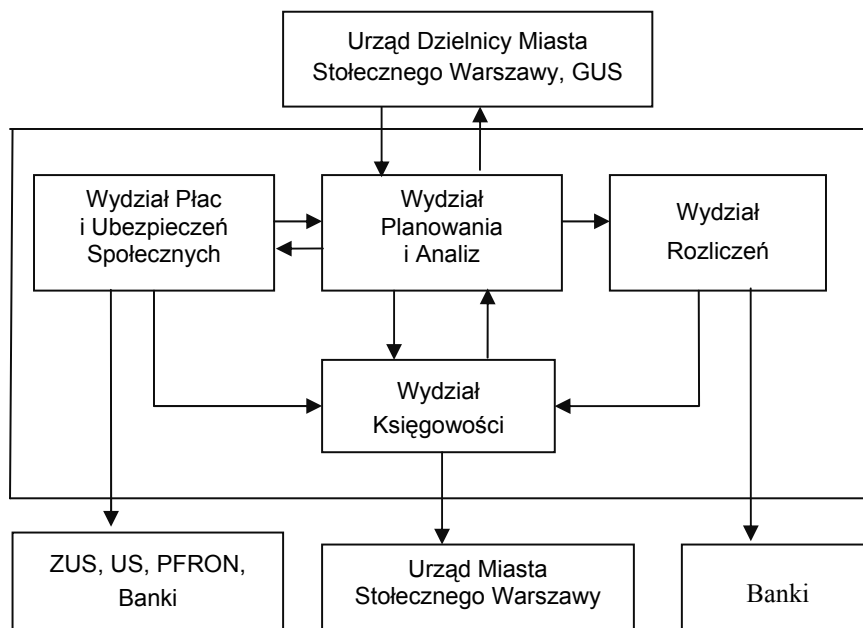 Urząd Dzielnicy Miasta
Stołecznego Warszawy, GUS
Wydział Płac
i Ubezpieczeń
Społecznych
Wydział
Planowania
i Analiz
Wydział
Rozliczeń
Wydział
Księgowości
ZUS, US, PFRON,
Banki
Urząd Miasta
Stołecznego Warszawy
Banki